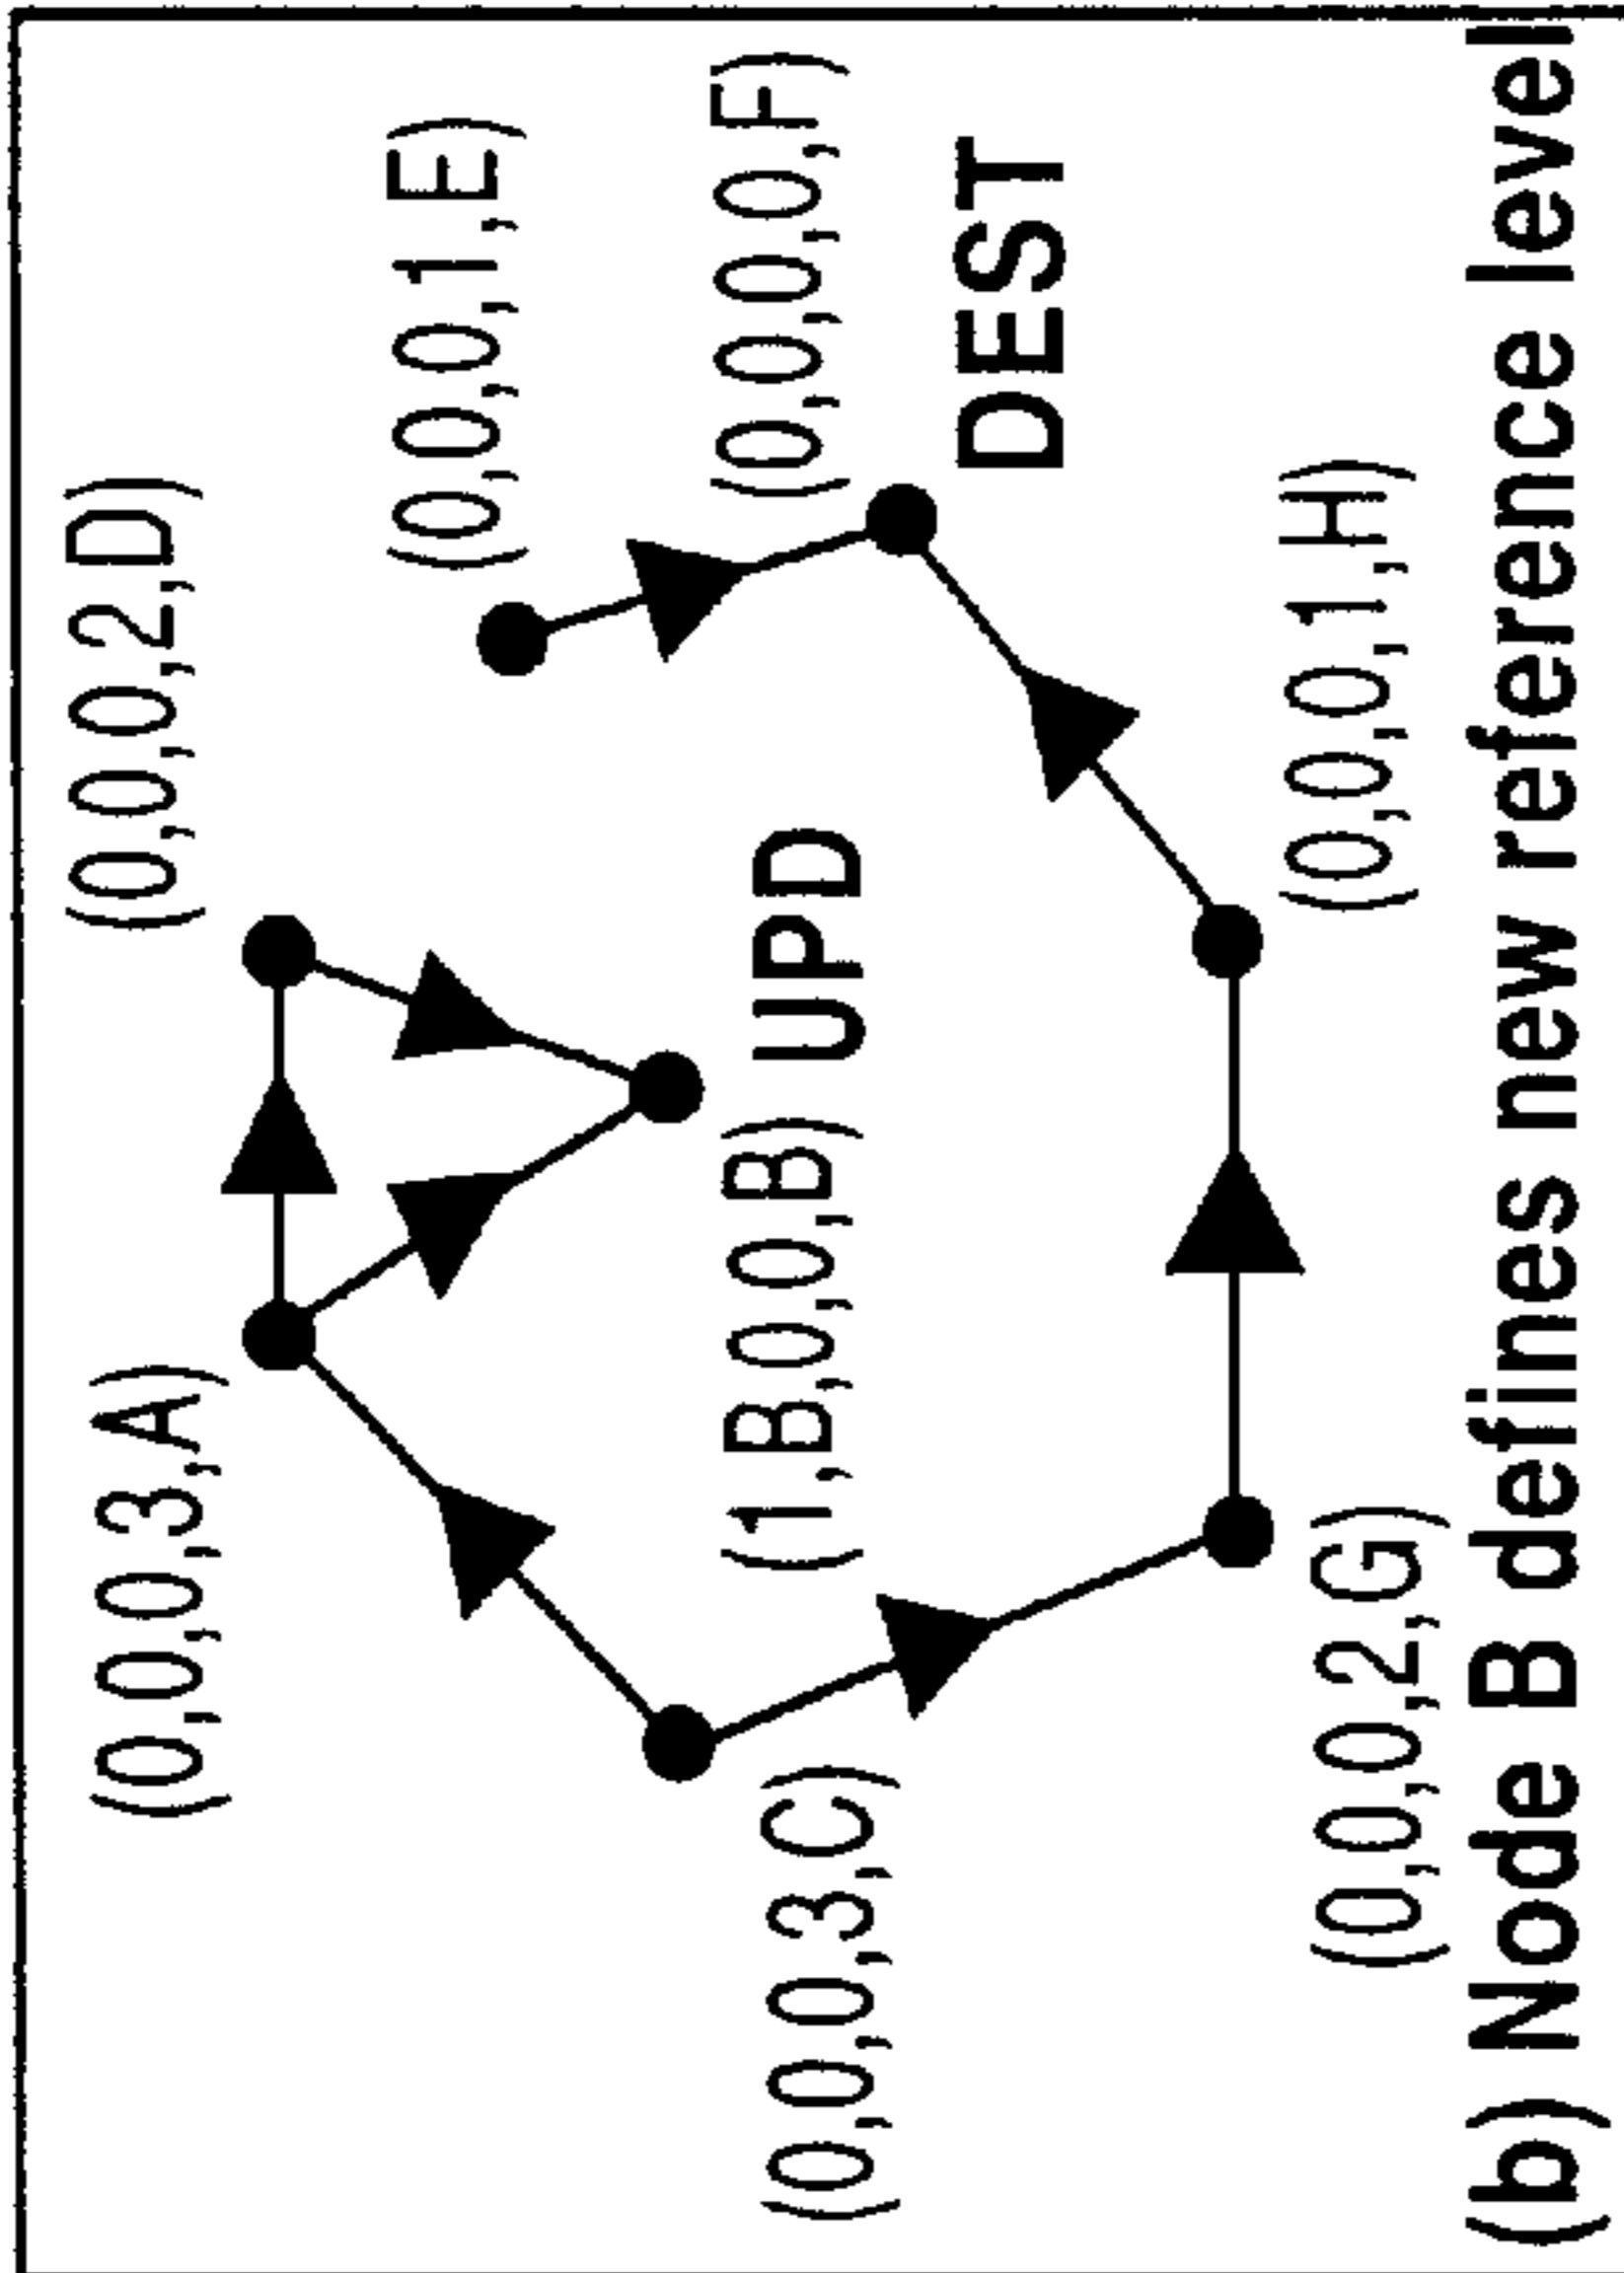 (0,0,0,3,A)
(0,0,0,2,D)
(0,0,0,1,E)
(0,0,0,3,C)
(1,B,0,0,B) UPD
(0,0,0,0,F)
DEST
(0,0,0,2,G)
(0,0,0,1,H)
(b) Node B defines new reference level